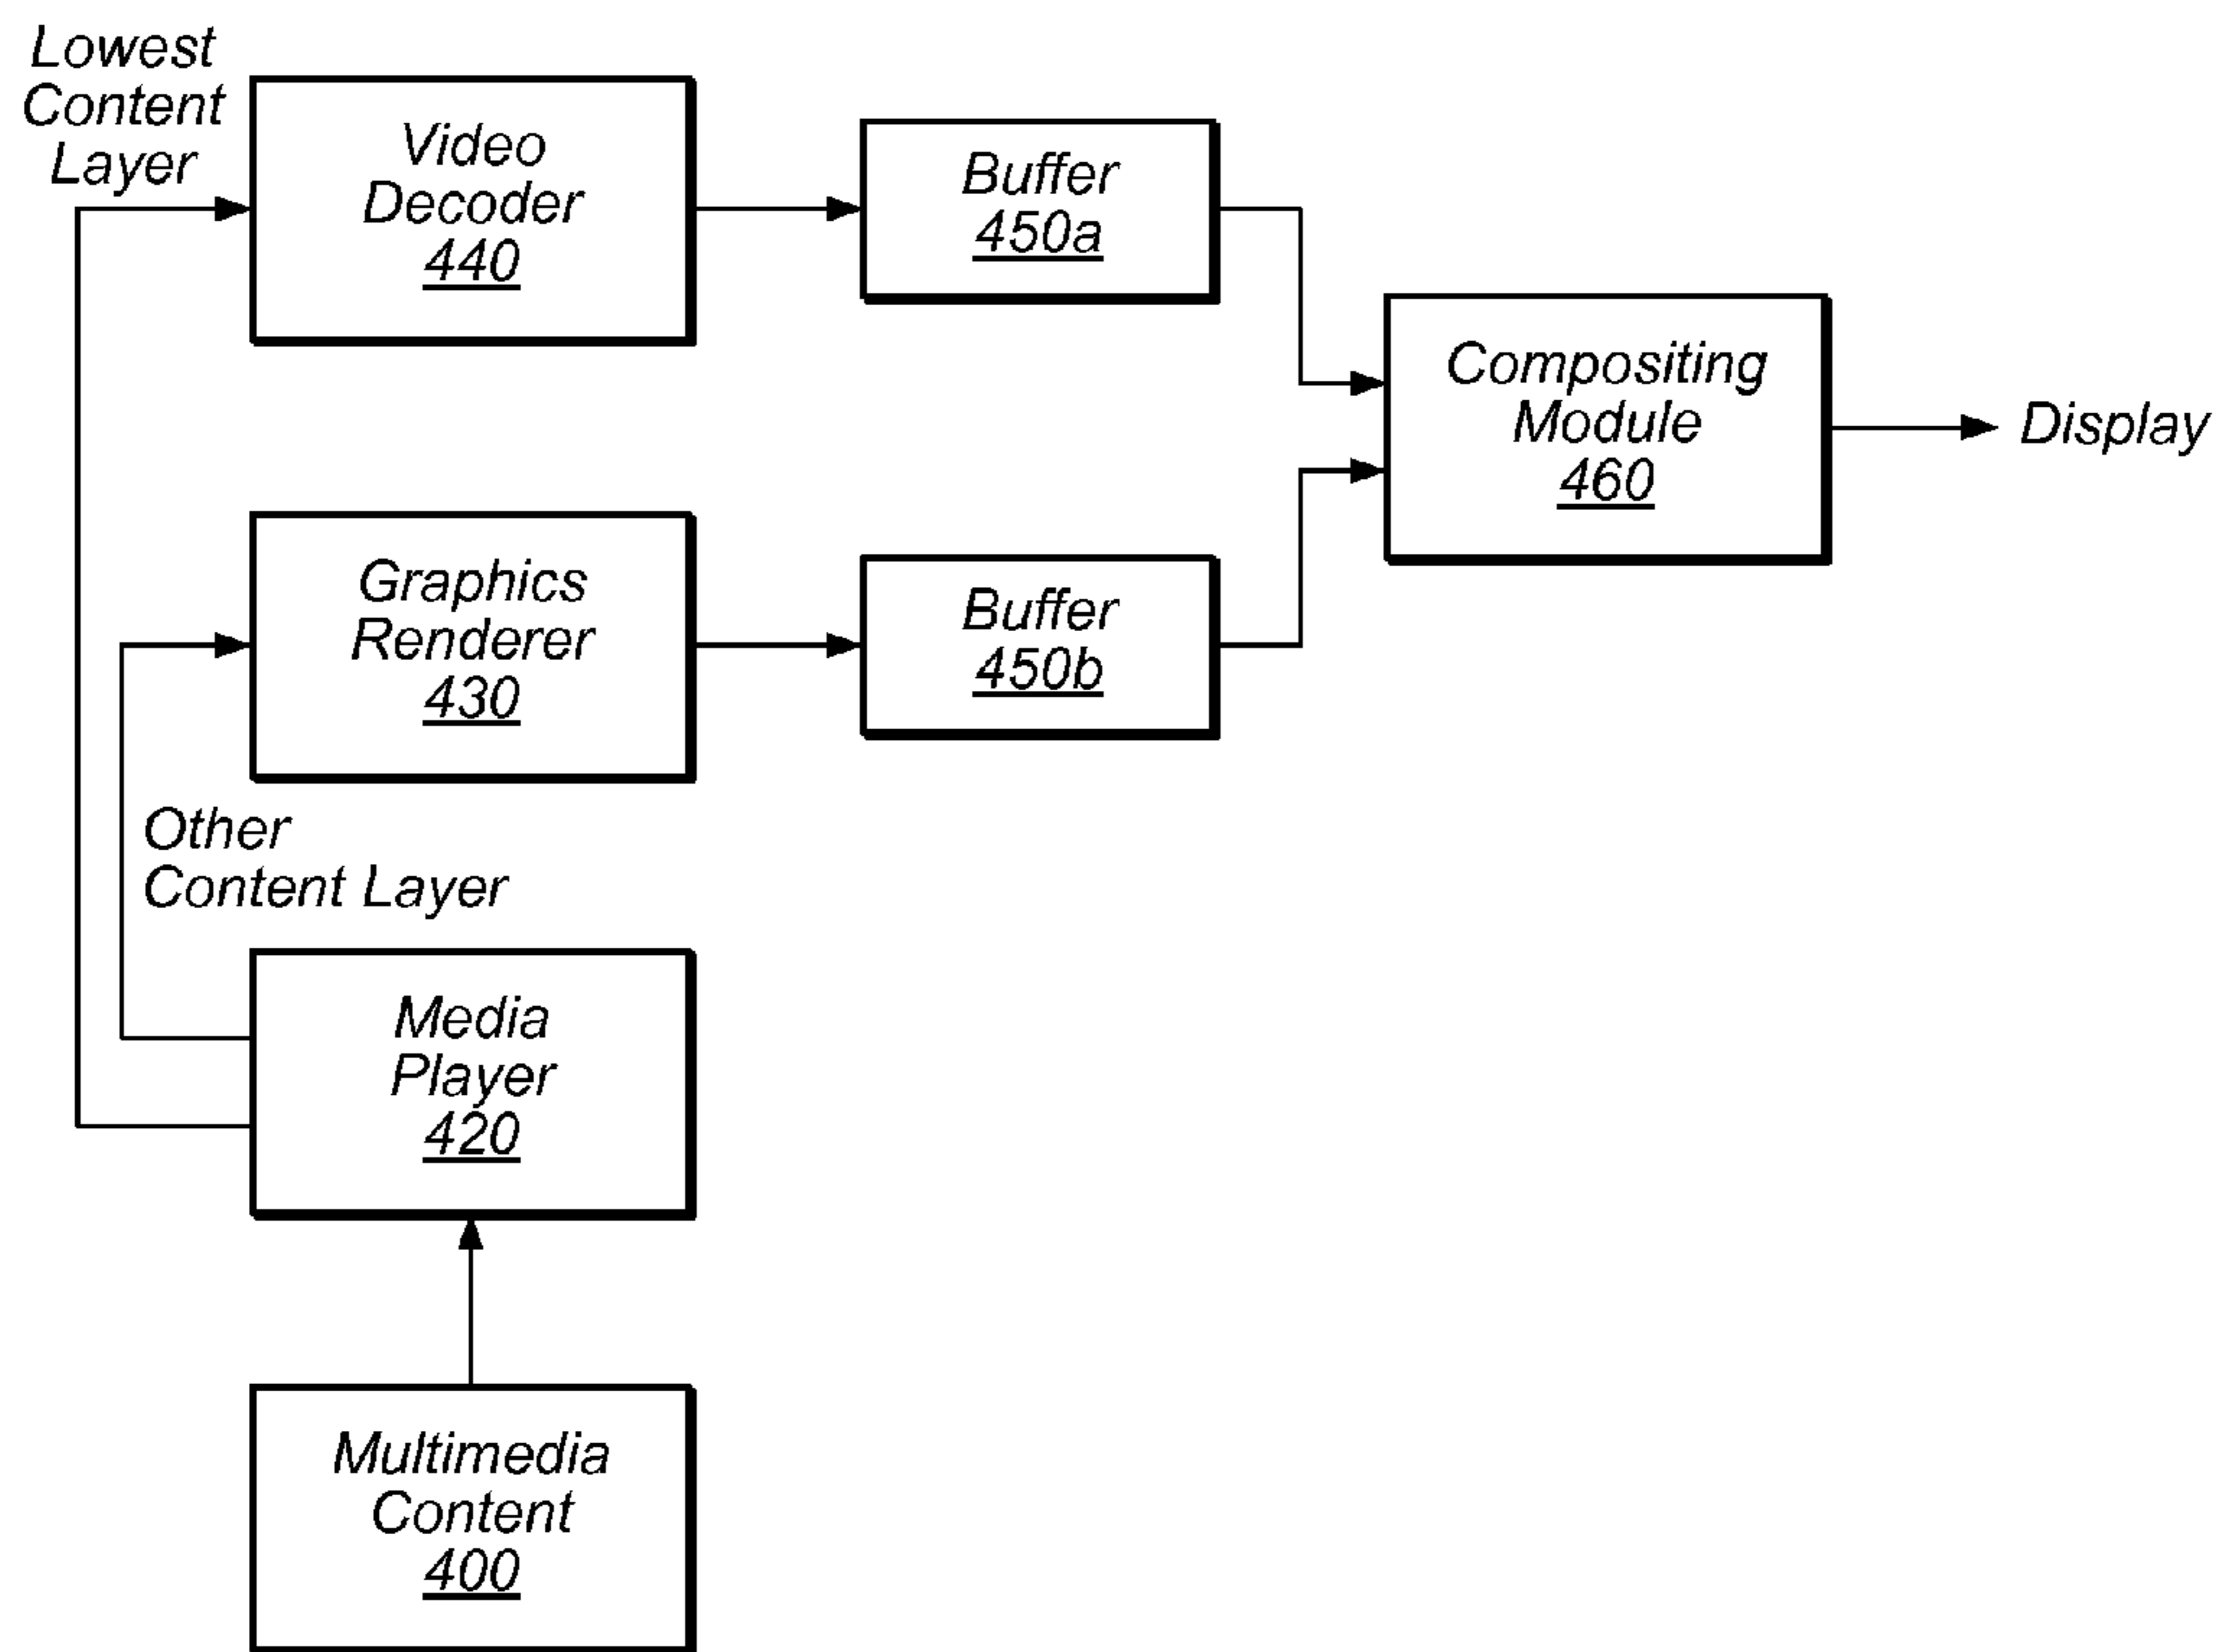 Lowest
Content
Layer
Video
Decoder
440
Buffer
450a
Compositing
Module
460
Display
Graphics
Renderer
430
Buffer
450b
Other
Content Layer
Media
Player
420
Multimedia
Content
400